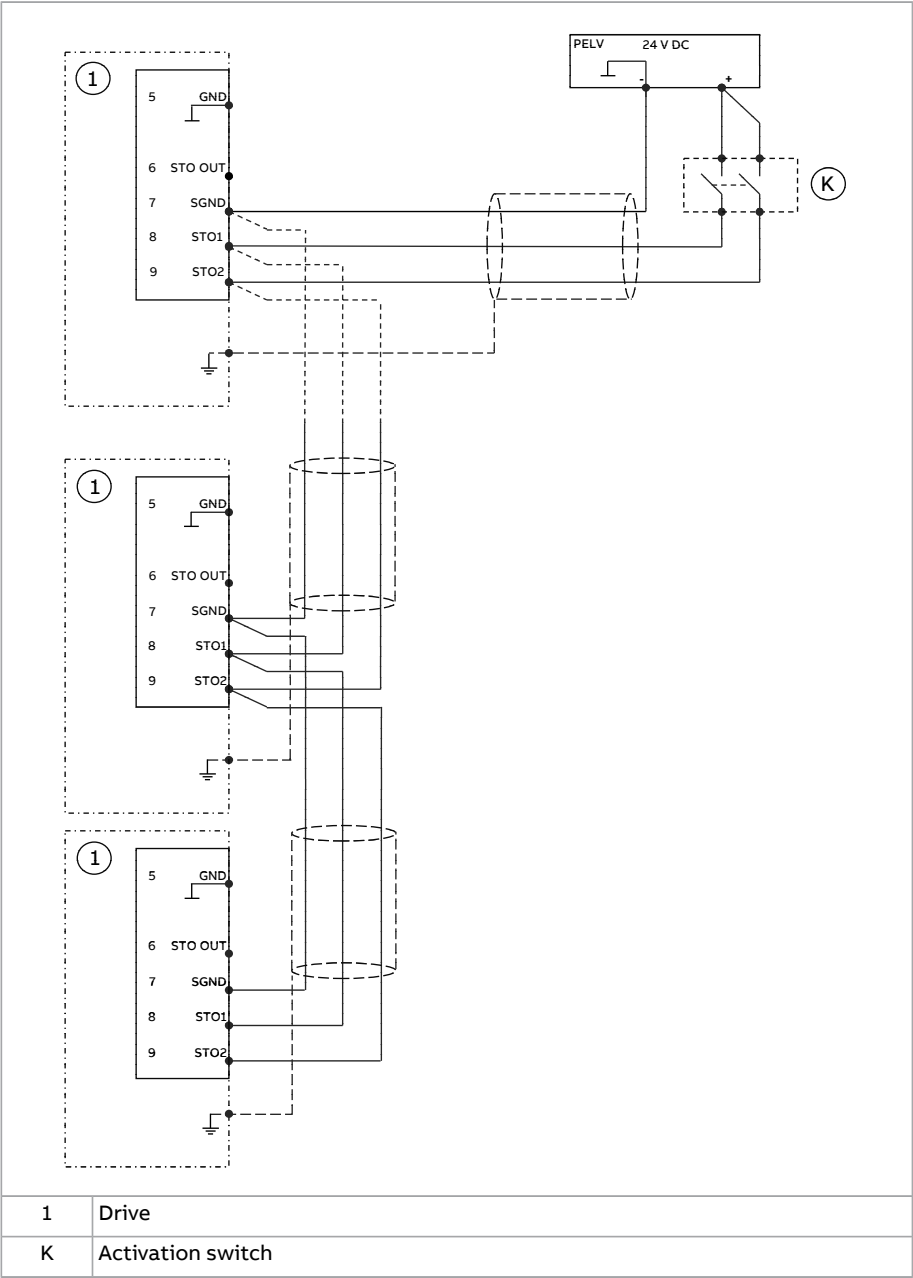 PELV 24 V DC
- +
1
5 GND
6 STO OUT
7 SGND
8 STO1
9 STO2
K
1
5 GND
6 STO OUT
7 SGND
8 STO1
9 STO2
1
5 GND
6 STO OUT
7 SGND
8 STO1
9 STO2
1 Drive
K Activation switch